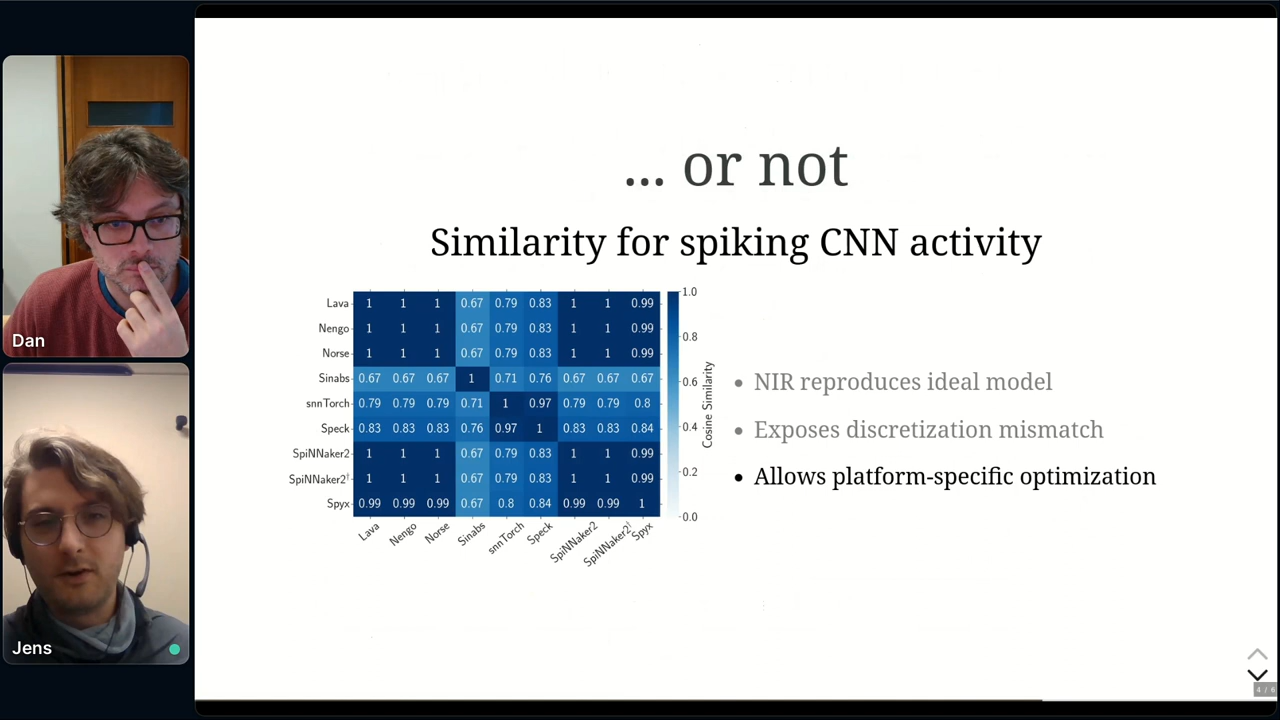 Dan
Jens
... or not
Similarity for spiking CNN activity
Lava 1 1 1 0.67 0.79 0.83 1 1 0.99
Nengo 1 1 1 0.67 0.79 0.83 1 1 0.99
Norse 1 1 1 0.67 0.79 0.83 1 1 0.99
Sinabs 0.67 0.67 0.67 1 0.71 0.76 0.67 0.67 0.67
snnTorch 0.79 0.79 0.79 0.71 1 0.97 0.79 0.79 0.8
Speck 0.83 0.83 0.83 0.76 0.97 1 0.83 0.83 0.84
SpiNNaker2 1 1 1 0.67 0.79 0.83 1 1 0.99
SpiNNaker2† 1 1 1 0.67 0.79 0.83 1 1 0.99
Spyx 0.99 0.99 0.99 0.67 0.8 0.84 0.99 0.99 1
Lava Nengo Norse Sinabs snnTorch Speck SpiNNaker2 SpiNNaker2† Spyx
1.0
0.8
0.6
0.4
0.2
0.0
Cosine Similarity
• NIR reproduces ideal model
• Exposes discretization mismatch
• Allows platform-specific optimization
4 / 6